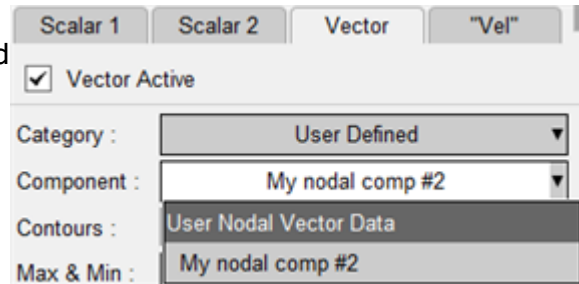 Scalar 1 Scalar 2 Vector "Vel"
d
Vector Active
Category : User Defined
Component : My nodal comp #2
Contours : User Nodal Vector Data
Max & Min : My nodal comp #2